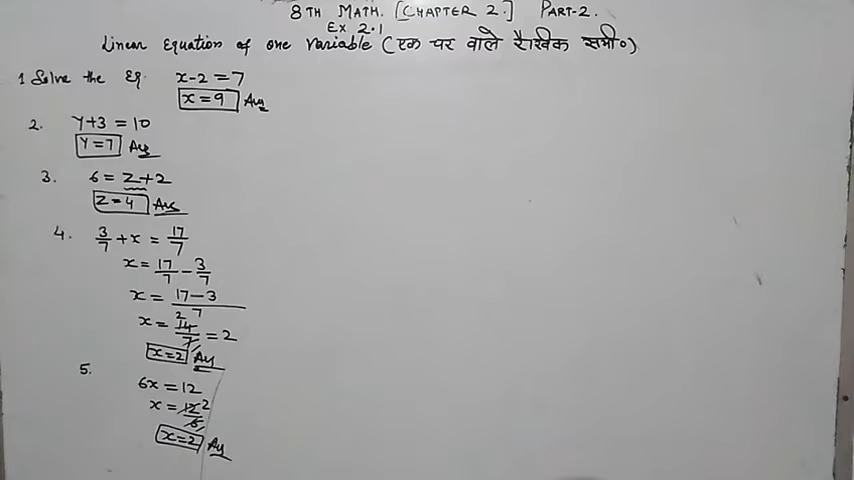 8TH MATH. [CHAPTER 2.] PART-2.
EX 2.1
Linear Equation of one Variable (एक चर वाले रैखिक समी०)
1 Solve the Eq. x-2=7
x=9 Ans
2. y+3=10
y=7 Ans
3. 6=z+2
z=4 Ans
4. 3/7+x=17/7
x=17/7-3/7
x=17-3/7
x=14/7=2
x=2 Ans
5.
6x=12
x=12/6 2
x=2 Ans